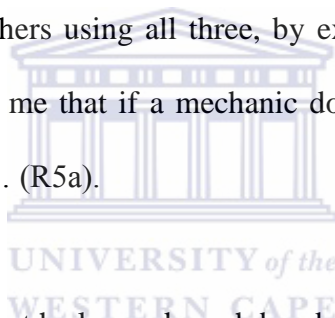 hers using all three, by ex
me that if a mechanic do
. (R5a).
UNIVERSITY of the
WESTERN CAPE